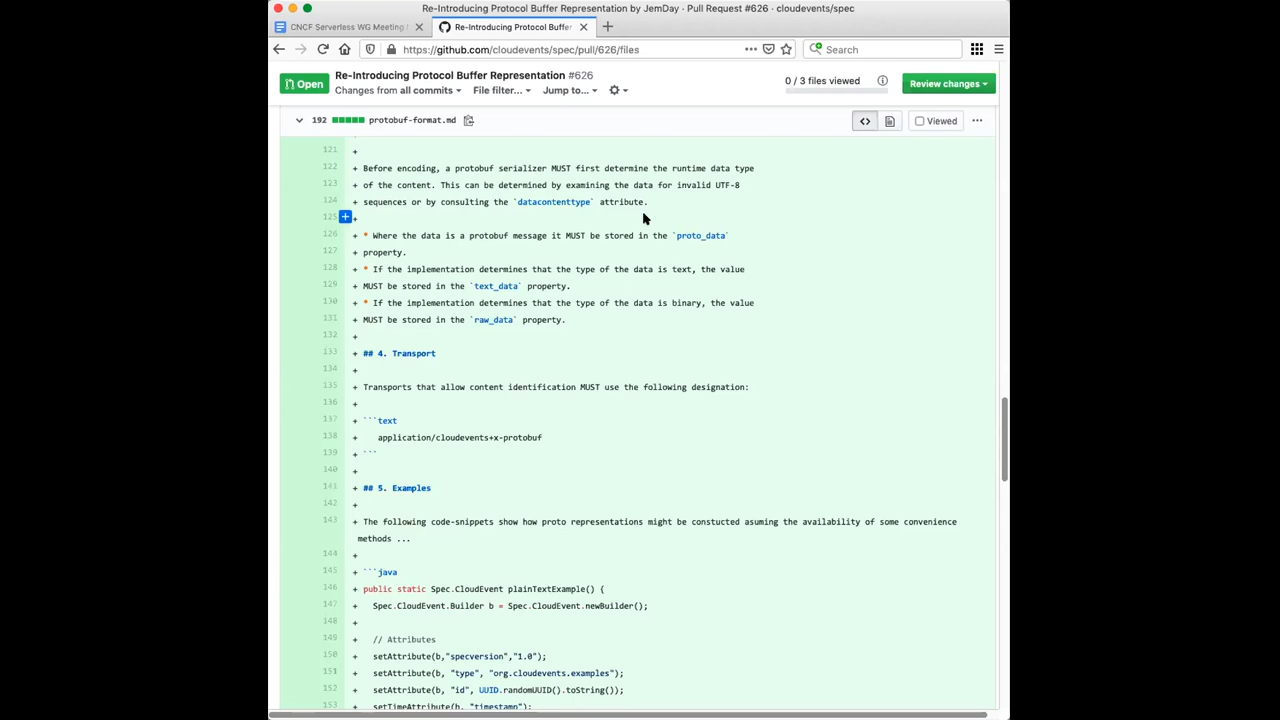 Re-Introducing Protocol Buffer Representation by JemDay · Pull Request #626 · cloudevents/spec
CNCF Serverless WG Meeting
Re-Introducing Protocol Buffer
https://github.com/cloudevents/spec/pull/626/files
Search
Open
Re-Introducing Protocol Buffer Representation #626
Changes from all commits
File filter...
Jump to...
0 / 3 files viewed
Review changes
192
protobuf-format.md
Viewed
121 +
122 + Before encoding, a protobuf serializer MUST first determine the runtime data type
123 + of the content. This can be determined by examining the data for invalid UTF-8
124 + sequences or by consulting the `datacontenttype` attribute.
125 +
126 + * Where the data is a protobuf message it MUST be stored in the `proto_data`
127 + property.
128 + * If the implementation determines that the type of the data is text, the value
129 + MUST be stored in the `text_data` property.
130 + * If the implementation determines that the type of the data is binary, the value
131 + MUST be stored in the `raw_data` property.
132 +
133 + ## 4. Transport
134 +
135 + Transports that allow content identification MUST use the following designation:
136 +
137 + ```text
138 + application/cloudevents+x-protobuf
139 + ```
140 +
141 + ## 5. Examples
142 +
143 + The following code-snippets show how proto representations might be constucted asuming the availability of some convenience
methods ...
144 +
145 + ```java
146 + public static Spec.CloudEvent plainTextExample() {
147 + Spec.CloudEvent.Builder b = Spec.CloudEvent.newBuilder();
148 +
149 + // Attributes
150 + setAttribute(b,"specversion","1.0");
151 + setAttribute(b, "type", "org.cloudevents.examples");
152 + setAttribute(b, "id", UUID.randomUUID().toString());
153 + setTimeAttribute(b, "timestamp");